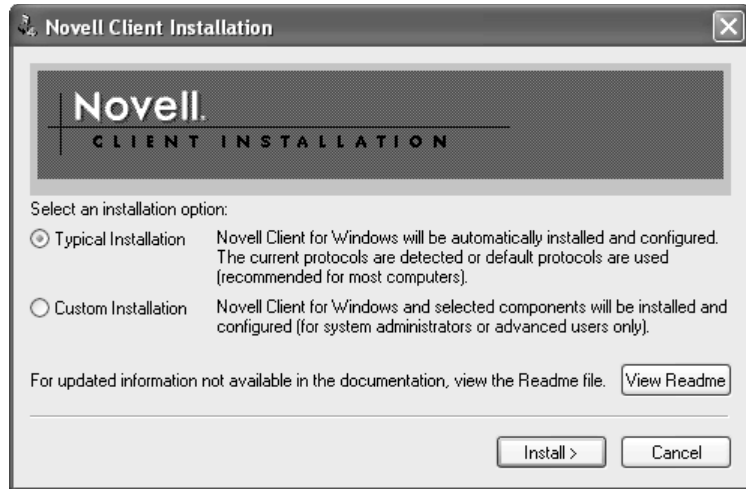 Novell Client Installation
Novell.
CLIENT INSTALLATION
Select an installation option:
Typical Installation
Novell Client for Windows will be automatically installed and configured.
The current protocols are detected or default protocols are used
(recommended for most computers).
Custom Installation
Novell Client for Windows and selected components will be installed and
configured (for system administrators or advanced users only).
For updated information not available in the documentation, view the Readme file.
View Readme
Install >
Cancel